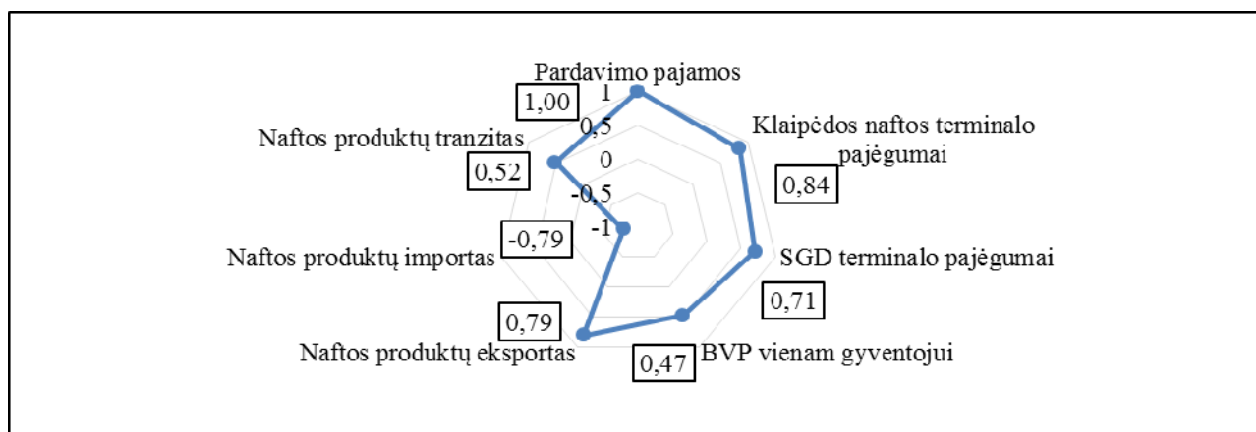 Pardavimo pajamos
1,00
1
0,5
0
-0,5
-1
Klaipėdos naftos terminalo
pajėgumai
0,84
SGD terminalo pajėgumai
0,71
BVP vienam gyventojui
0,47
Naftos produktų eksportas
0,79
Naftos produktų importas
-0,79
Naftos produktų tranzitas
0,52